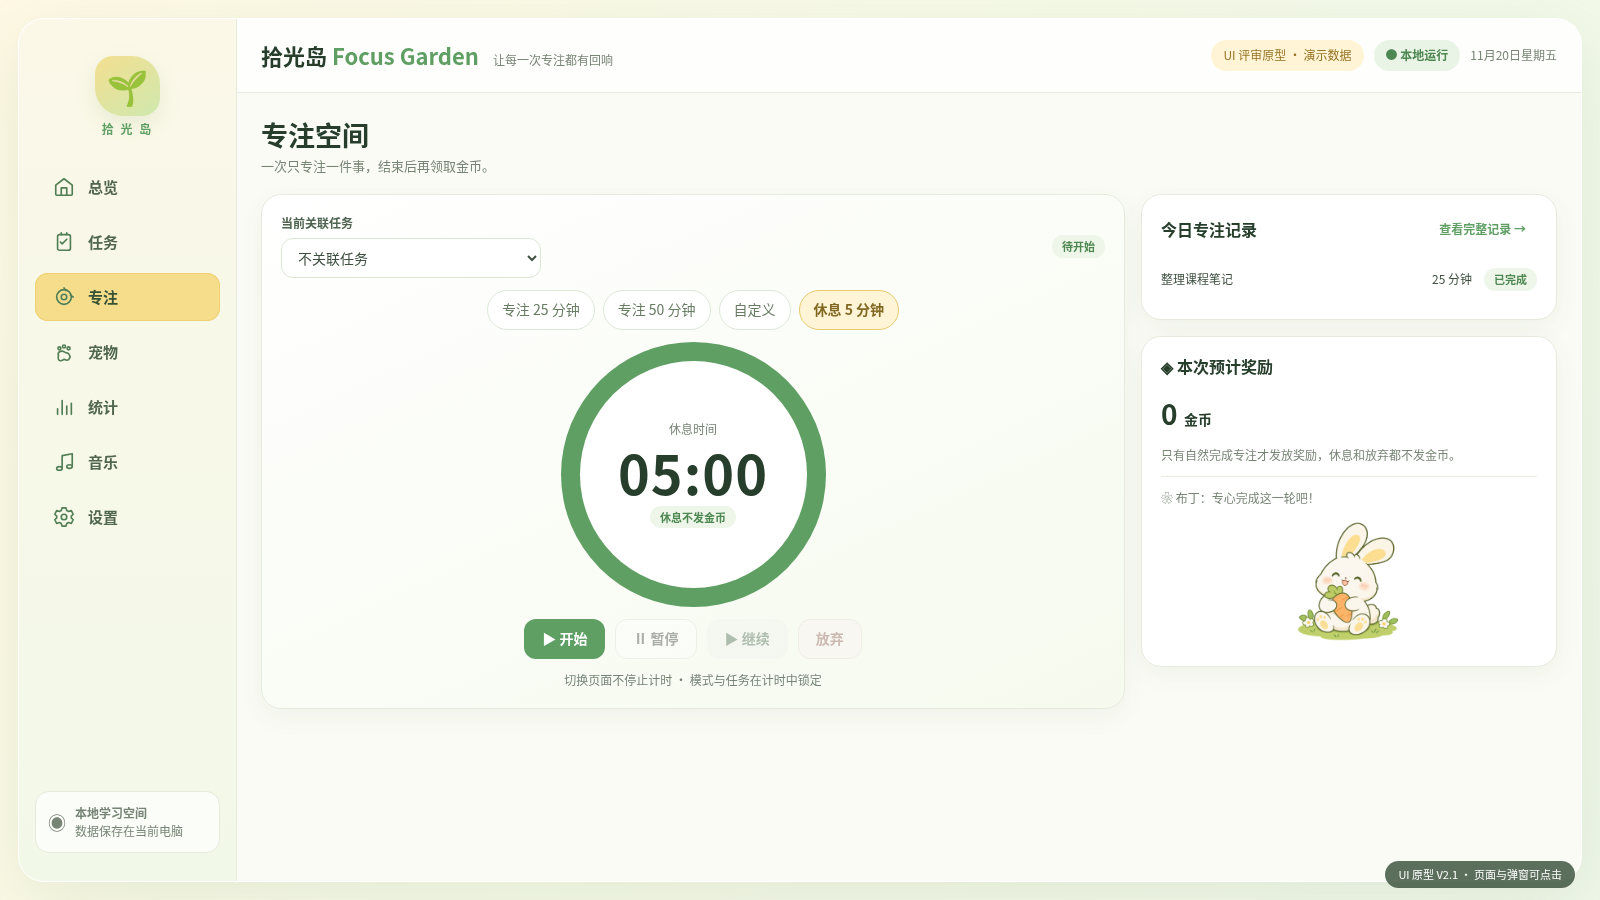 拾光岛
总览
任务
专注
宠物
统计
音乐
设置
本地学习空间
数据保存在当前电脑
拾光岛 Focus Garden 让每一次专注都有回响
UI 评审原型 · 演示数据
本地运行
11月20日星期五
专注空间
一次只专注一件事，结束后再领取金币。
当前关联任务
不关联任务
待开始
专注 25 分钟
专注 50 分钟
自定义
休息 5 分钟
休息时间
05:00
休息不发金币
▶ 开始
⏸ 暂停
▶ 继续
放弃
切换页面不停止计时 · 模式与任务在计时中锁定
今日专注记录
查看完整记录 →
整理课程笔记 25 分钟 已完成
◈ 本次预计奖励
0 金币
只有自然完成专注才发放奖励，休息和放弃都不发金币。
布丁：专心完成这一轮吧！
UI 原型 V2.1 · 页面与弹窗可点击